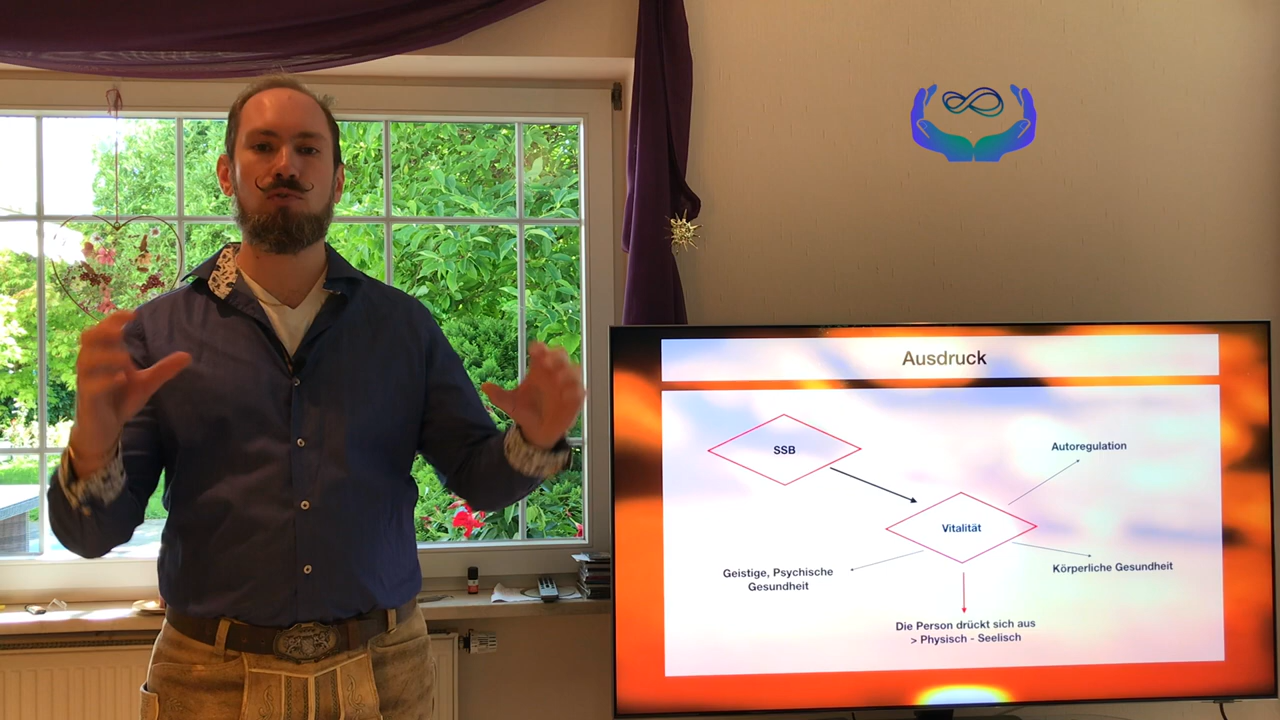 Ausdruck
SSB
Autoregulation
Vitalität
Geistige, Psychische
Gesundheit
Körperliche Gesundheit
Die Person drückt sich aus
> Physisch - Seelisch